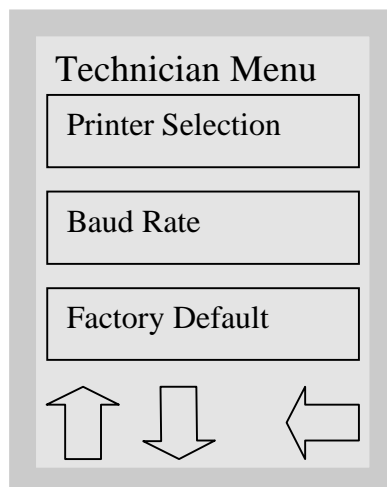 Technician Menu
Printer Selection
Baud Rate
Factory Default